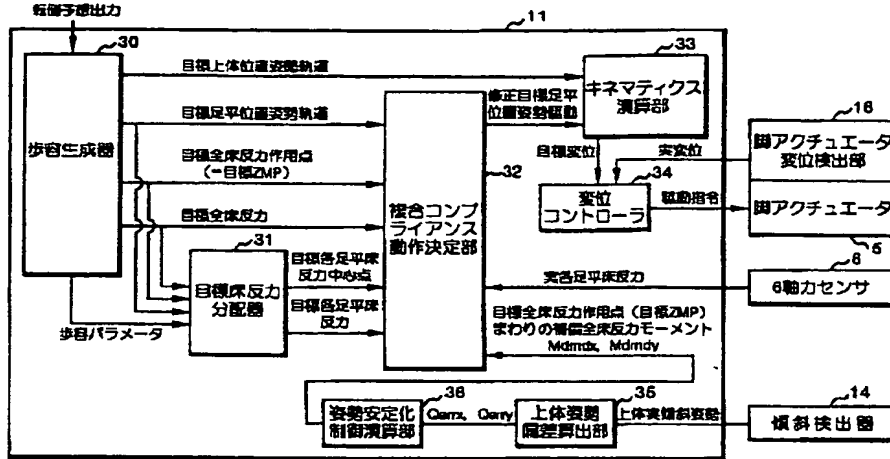 転倒予想出力
30
11
33
目標上体位置姿勢軌道
キネマティクス
演算部
修正目標足平
位置姿勢駆動
目標足平位置姿勢軌道
16
脚アクチュエータ
変位検出部
歩容生成器
目標変位
実変位
目標全床反力作用点
(=目標ZMP)
32
34
複合コンプ
ライアンス
動作決定部
変位
コントローラ
駆動指令
脚アクチュエータ
5
目標全床反力
31
目標各足平床
反力中心点
目標床反力
分配器
実各足平床反力
6
6軸力センサ
目標各足平床
反力
目標全床反力作用点(目標ZMP)
まわりの補償全床反力モーメント
Mdmdx, Mdmdy
歩容パラメータ
36
35
14
姿勢安定化
制御演算部
θerrx, θerry
上体姿勢
偏差算出部
上体実傾斜姿勢
傾斜検出器